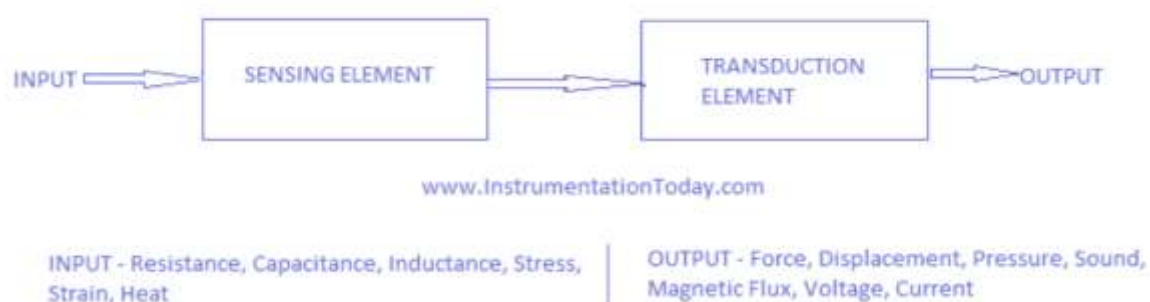 INPUT
SENSING ELEMENT
TRANSDUCTION
ELEMENT
OUTPUT
www.InstrumentationToday.com
INPUT - Resistance, Capacitance, Inductance, Stress,
Strain, Heat
OUTPUT - Force, Displacement, Pressure, Sound,
Magnetic Flux, Voltage, Current